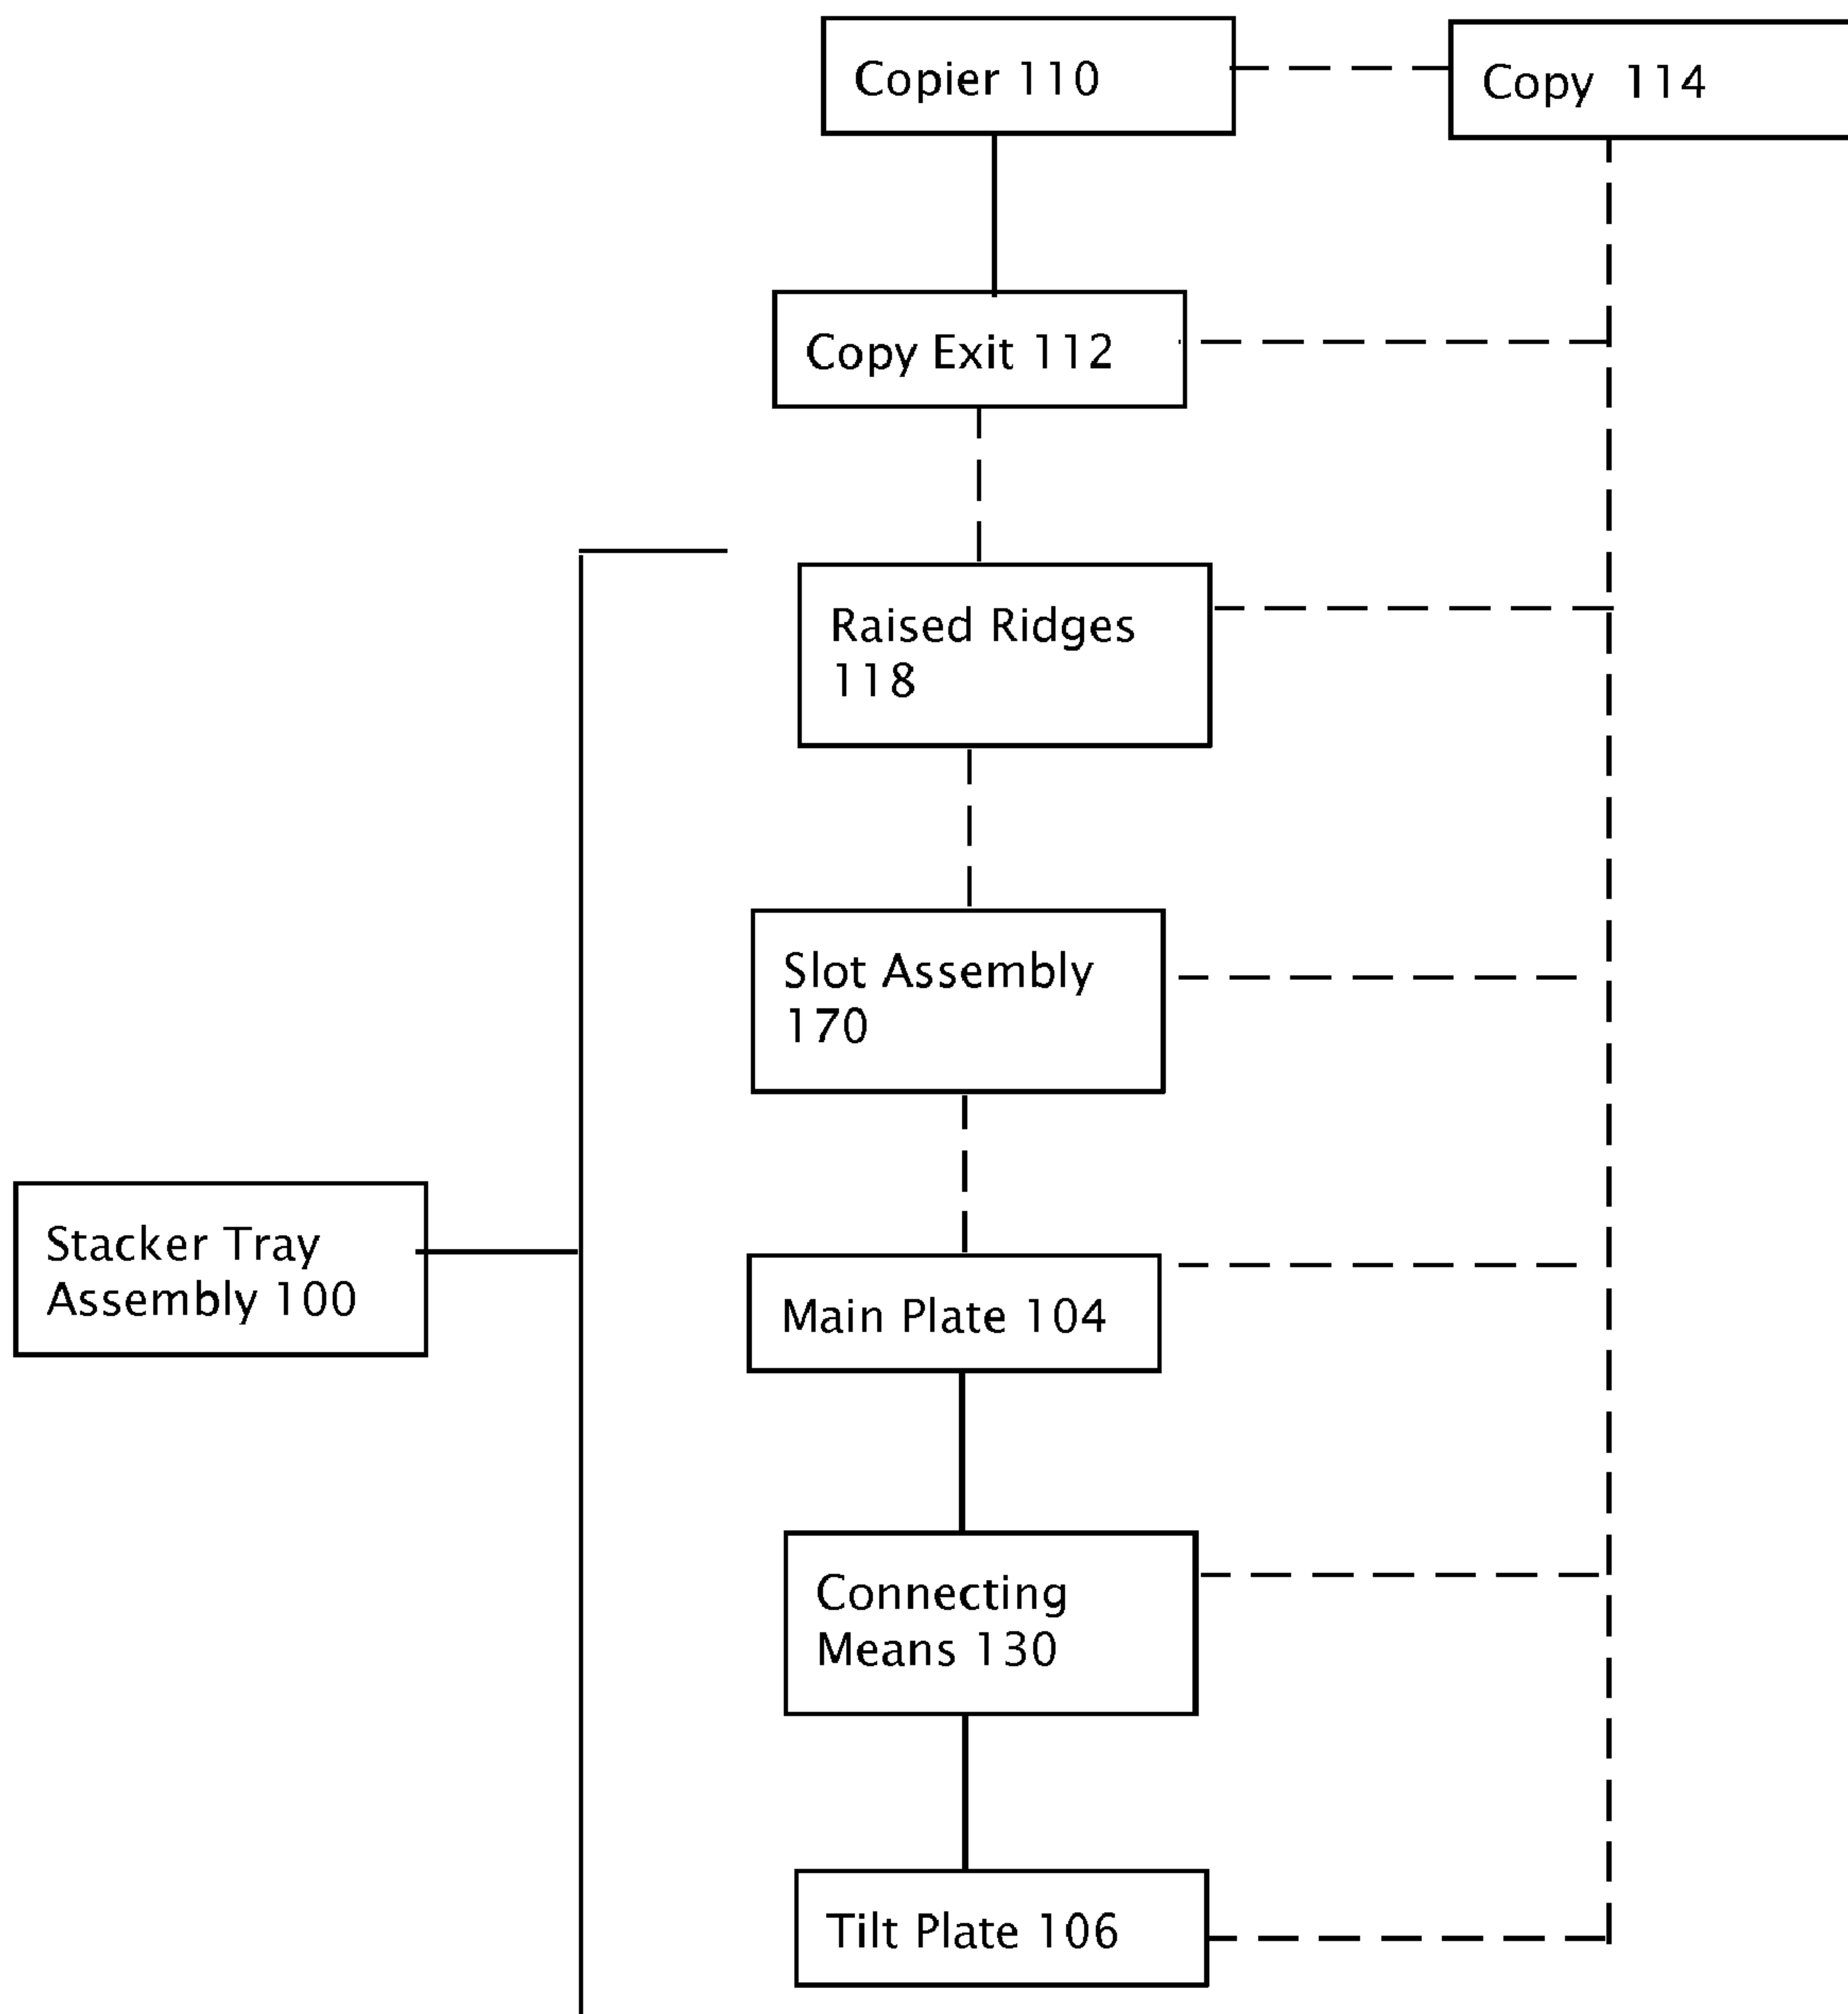 Copier 110
Copy 114
Copy Exit 112
Raised Ridges
118
Slot Assembly
170
Stacker Tray
Assembly 100
Main Plate 104
Connecting
Means 130
Tilt Plate 106